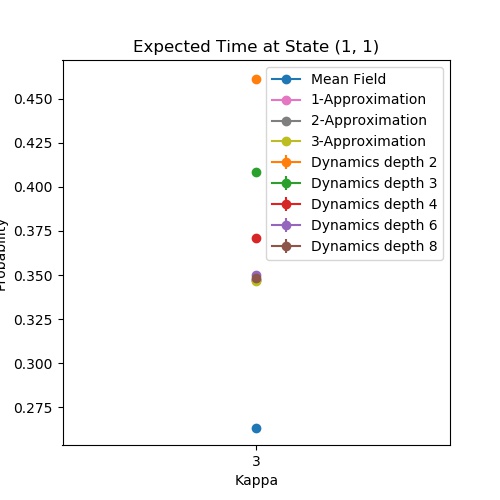 Expected Time at State (1, 1)
Mean Field
1-Approximation
2-Approximation
3-Approximation
Dynamics depth 2
Dynamics depth 3
Dynamics depth 4
Dynamics depth 6
Dynamics depth 8
0.450
0.425
0.400
0.375
0.350
0.325
0.300
0.275
Probability
3
Kappa